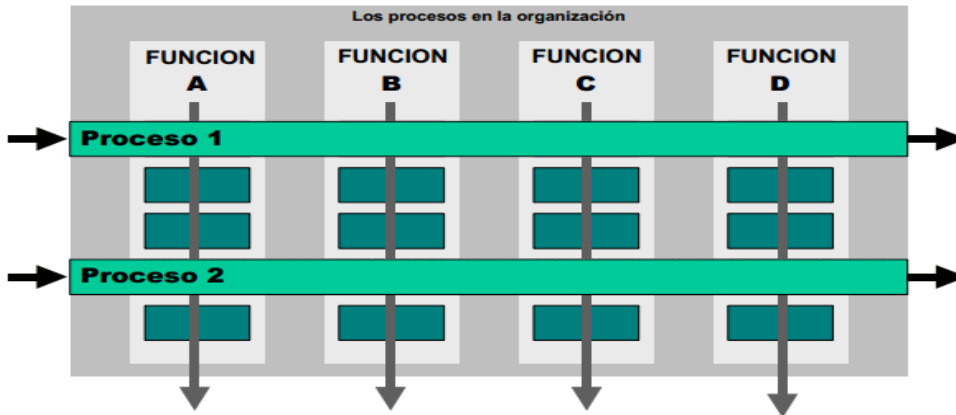 Los procesos en la organización
FUNCION
A
FUNCION
B
FUNCION
C
FUNCION
D
Proceso 1
Proceso 2